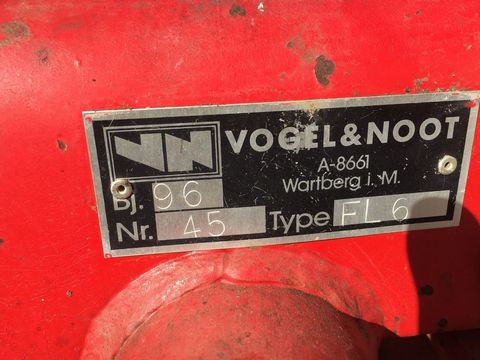 VN VOGEL&NOOT
A-8661
Wartberg i. M.
Bj. 96
Nr. 45 Type FL 6